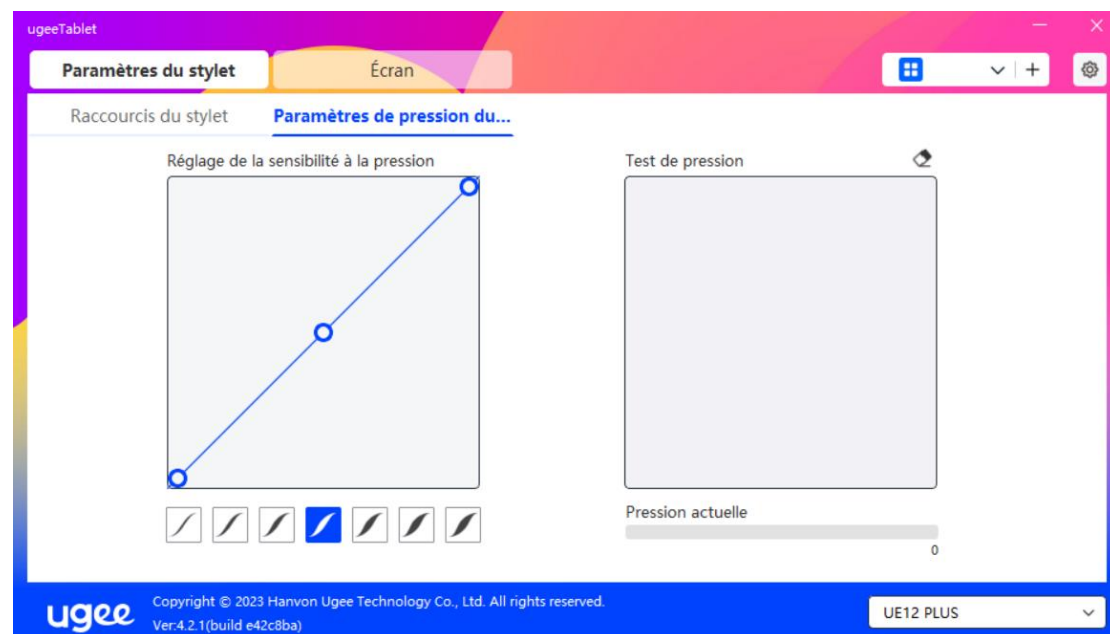 ugeeTablet
Paramètres du stylet
Écran
Raccourcis du stylet
Paramètres de pression du...
Réglage de la sensibilité à la pression
Test de pression
Pression actuelle
0
ugee
Copyright © 2023 Hanvon Ugee Technology Co., Ltd. All rights reserved.
Ver:4.2.1(build e42c8ba)
UE12 PLUS